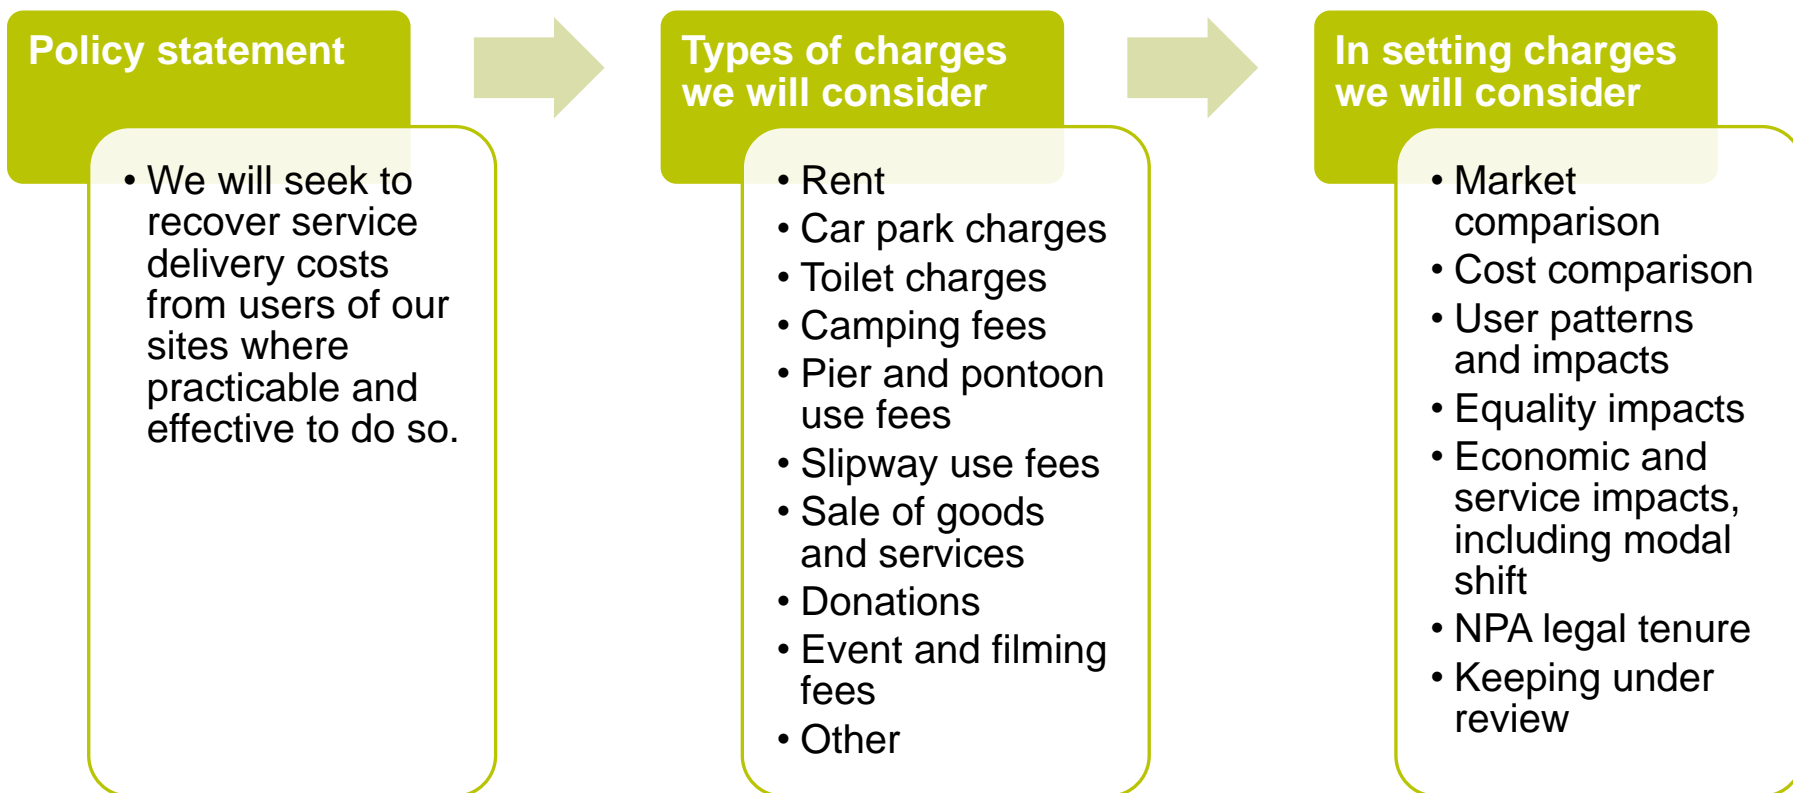 Policy statement
• We will seek to
recover service
delivery costs
from users of our
sites where
practicable and
effective to do so.
Types of charges
we will consider
• Rent
• Car park charges
• Toilet charges
• Camping fees
• Pier and pontoon
use fees
• Slipway use fees
• Sale of goods
and services
• Donations
• Event and filming
fees
• Other
In setting charges
we will consider
• Market
comparison
• Cost comparison
• User patterns
and impacts
• Equality impacts
• Economic and
service impacts,
including modal
shift
• NPA legal tenure
• Keeping under
review